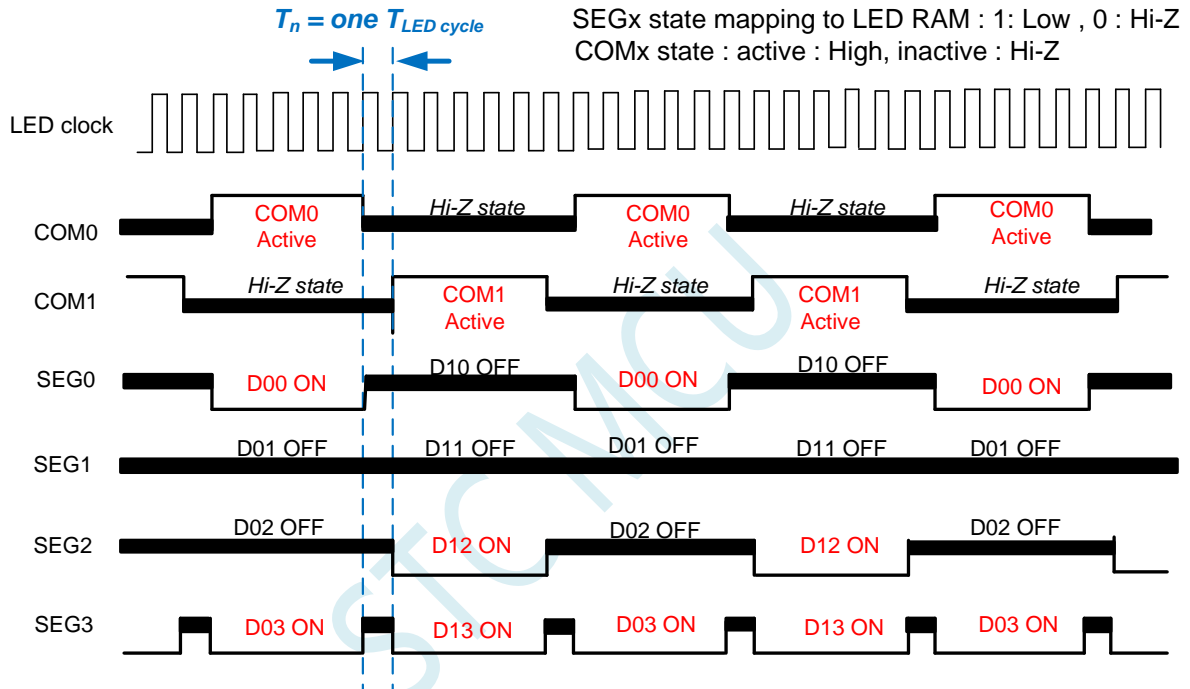 Tn = one TLED cycle
SEGx state mapping to LED RAM : 1: Low , 0 : Hi-Z
COMx state : active : High, inactive : Hi-Z
LED clock
COM0
COM0
Active
Hi-Z state
COM0
Active
Hi-Z state
COM0
Active
COM1
Hi-Z state
COM1
Active
Hi-Z state
COM1
Active
Hi-Z state
SEG0
D00 ON
D10 OFF
D00 ON
D10 OFF
D00 ON
SEG1
D01 OFF
D11 OFF
D01 OFF
D11 OFF
D01 OFF
SEG2
D02 OFF
D12 ON
D02 OFF
D12 ON
D02 OFF
SEG3
D03 ON
D13 ON
D03 ON
D13 ON
D03 ON
STC MCU